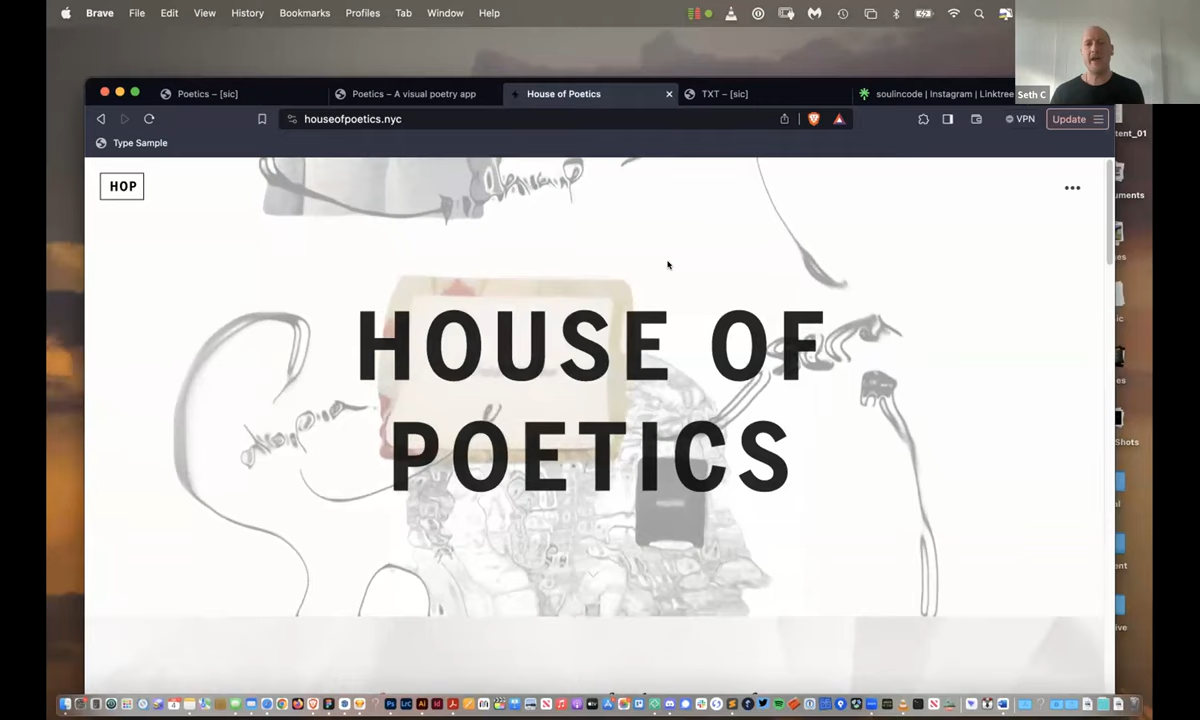 Brave File Edit View History Bookmarks Profiles Tab Window Help
Seth C
Poetics – [sic] Poetics – A visual poetry app House of Poetics TXT – [sic] soulincode | Instagram | Linktree
houseofpoetics.nyc VPN Update
Type Sample
HOP
HOUSE OF
POETICS